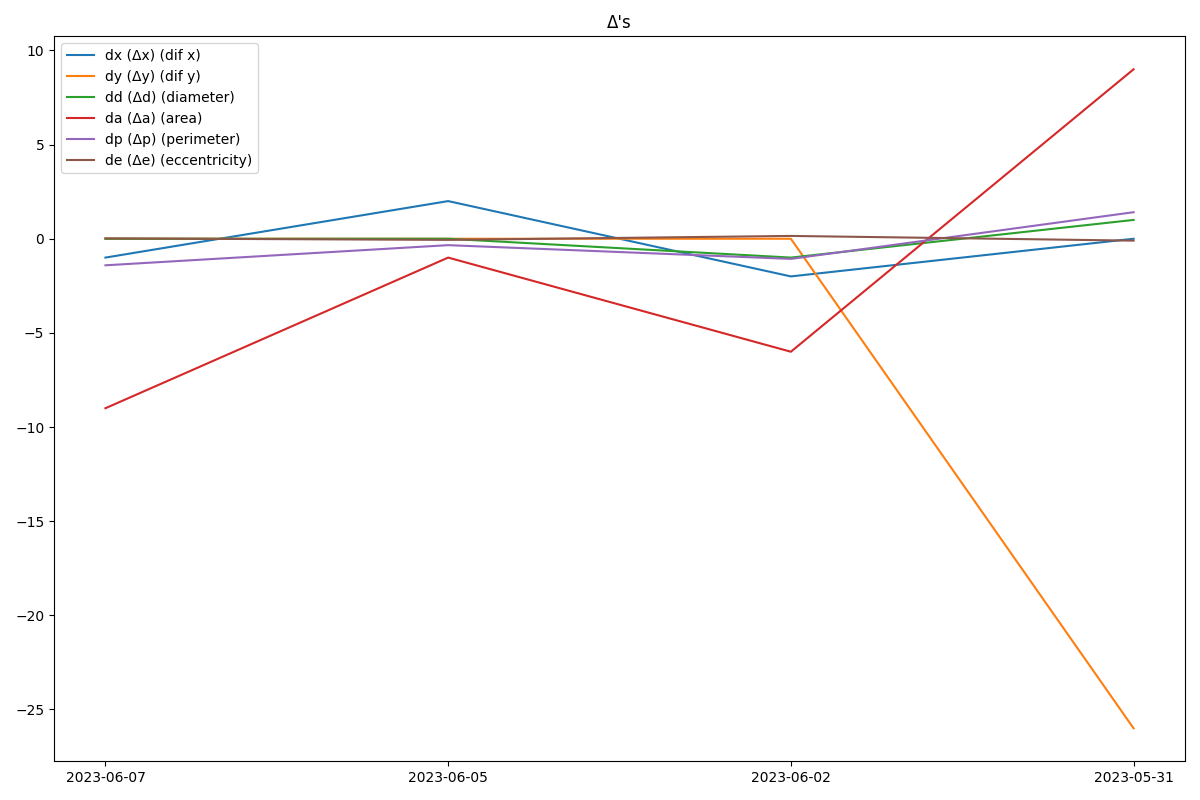 Δ's
dx (Δx) (dif x)
dy (Δy) (dif y)
dd (Δd) (diameter)
da (Δa) (area)
dp (Δp) (perimeter)
de (Δe) (eccentricity)
10
5
0
−5
−10
−15
−20
−25
2023-06-07 2023-06-05 2023-06-02 2023-05-31